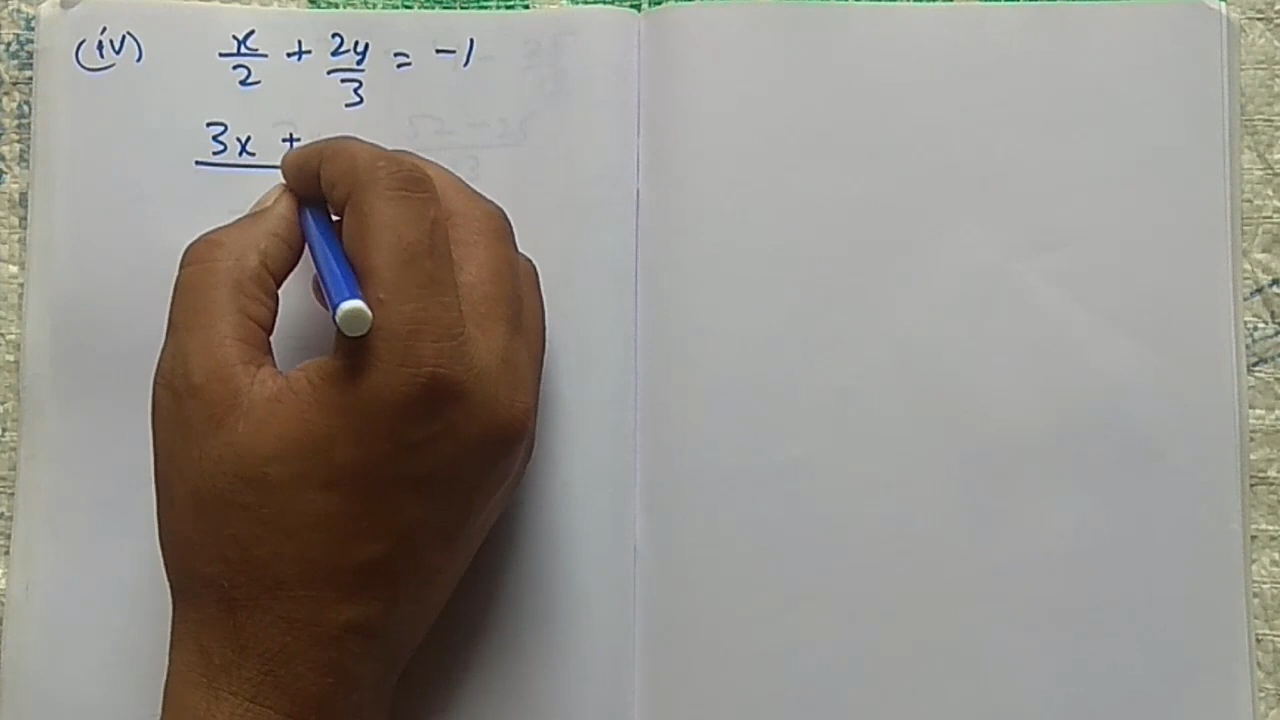 (iv) x/2 + 2y/3 = -1
3x +